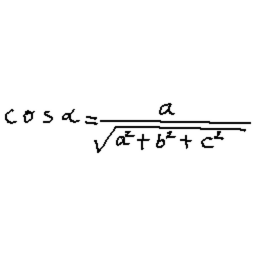 cos α = a / √(a² + b² + c²)